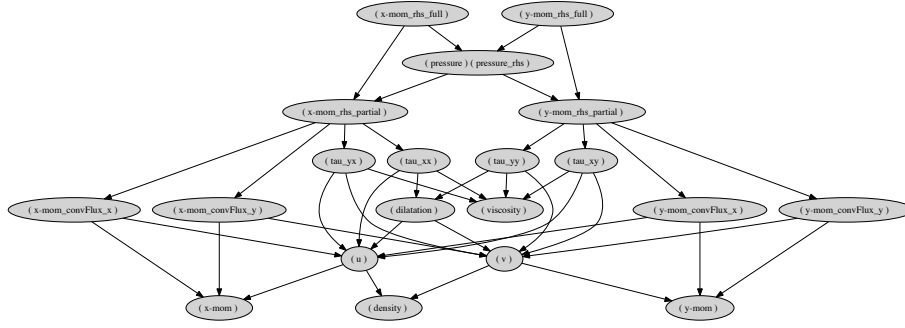 ( x-mom_rhs_full ) ( y-mom_rhs_full )
( pressure ) ( pressure_rhs )
( x-mom_rhs_partial ) ( y-mom_rhs_partial )
( tau_yx ) ( tau_xx ) ( tau_yy ) ( tau_xy )
( x-mom_convFlux_x ) ( x-mom_convFlux_y ) ( dilatation ) ( viscosity ) ( y-mom_convFlux_x ) ( y-mom_convFlux_y )
( u ) ( v )
( x-mom ) ( density ) ( y-mom )